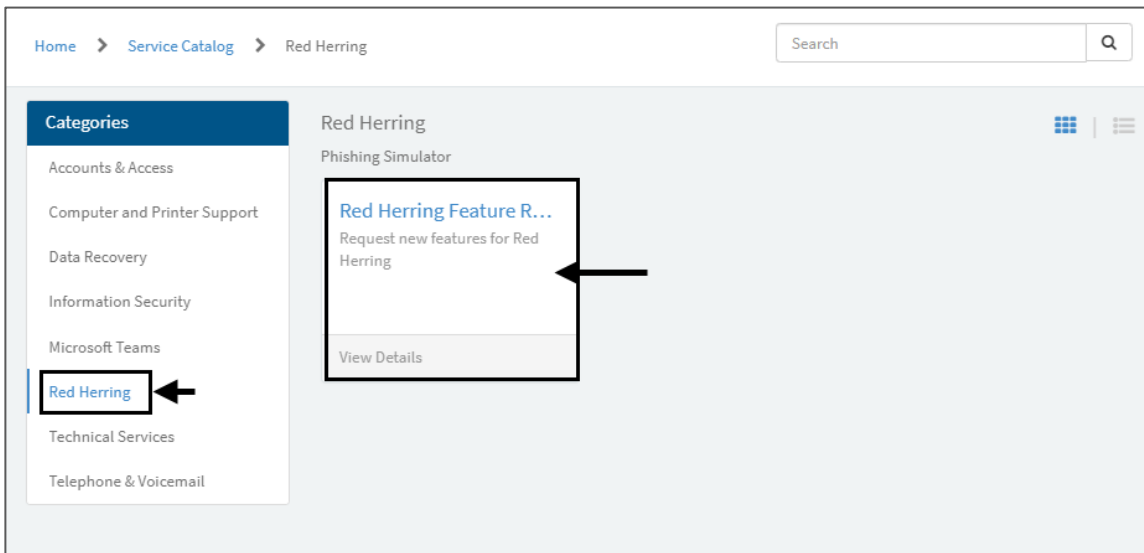 Home > Service Catalog > Red Herring
Search
Categories
Accounts & Access
Computer and Printer Support
Data Recovery
Information Security
Microsoft Teams
Red Herring
Technical Services
Telephone & Voicemail
Red Herring
Phishing Simulator
Red Herring Feature R...
Request new features for Red
Herring
View Details